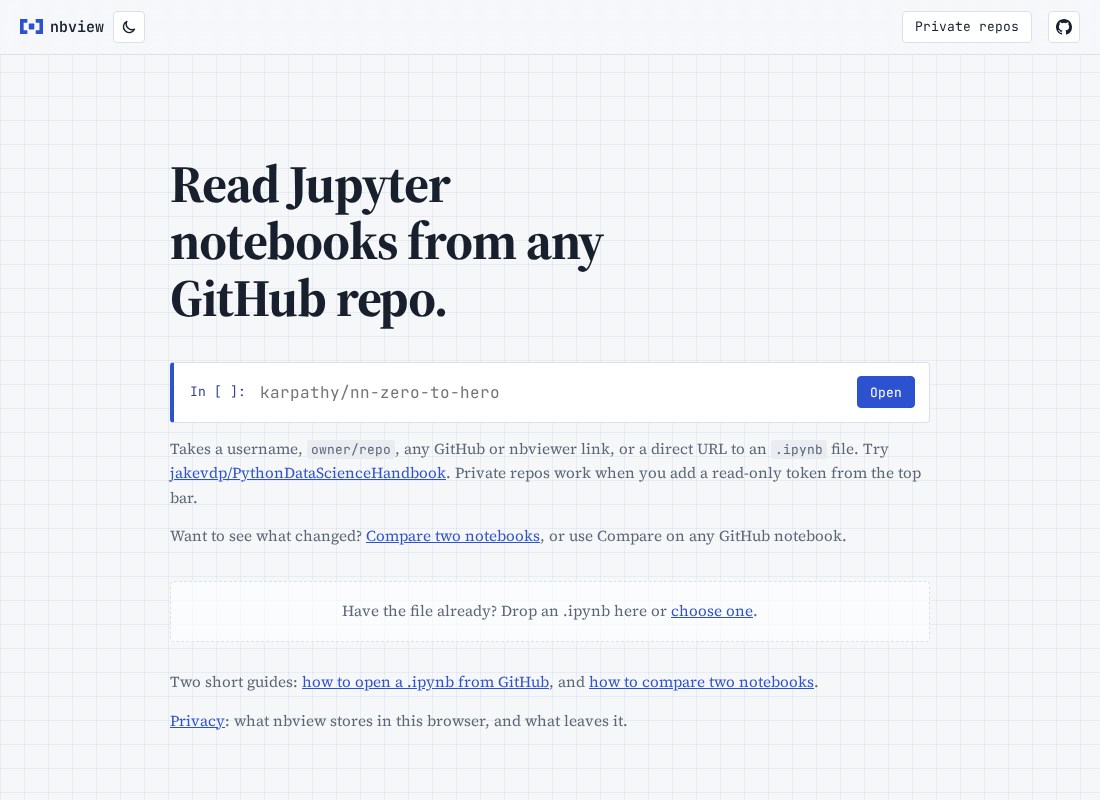 nbview
Private repos
Read Jupyter
notebooks from any
GitHub repo.
In [ ]: karpathy/nn-zero-to-hero Open
Takes a username, owner/repo, any GitHub or nbviewer link, or a direct URL to an .ipynb file. Try
jakevdp/PythonDataScienceHandbook. Private repos work when you add a read-only token from the top
bar.
Want to see what changed? Compare two notebooks, or use Compare on any GitHub notebook.
Have the file already? Drop an .ipynb here or choose one.
Two short guides: how to open a .ipynb from GitHub, and how to compare two notebooks.
Privacy: what nbview stores in this browser, and what leaves it.